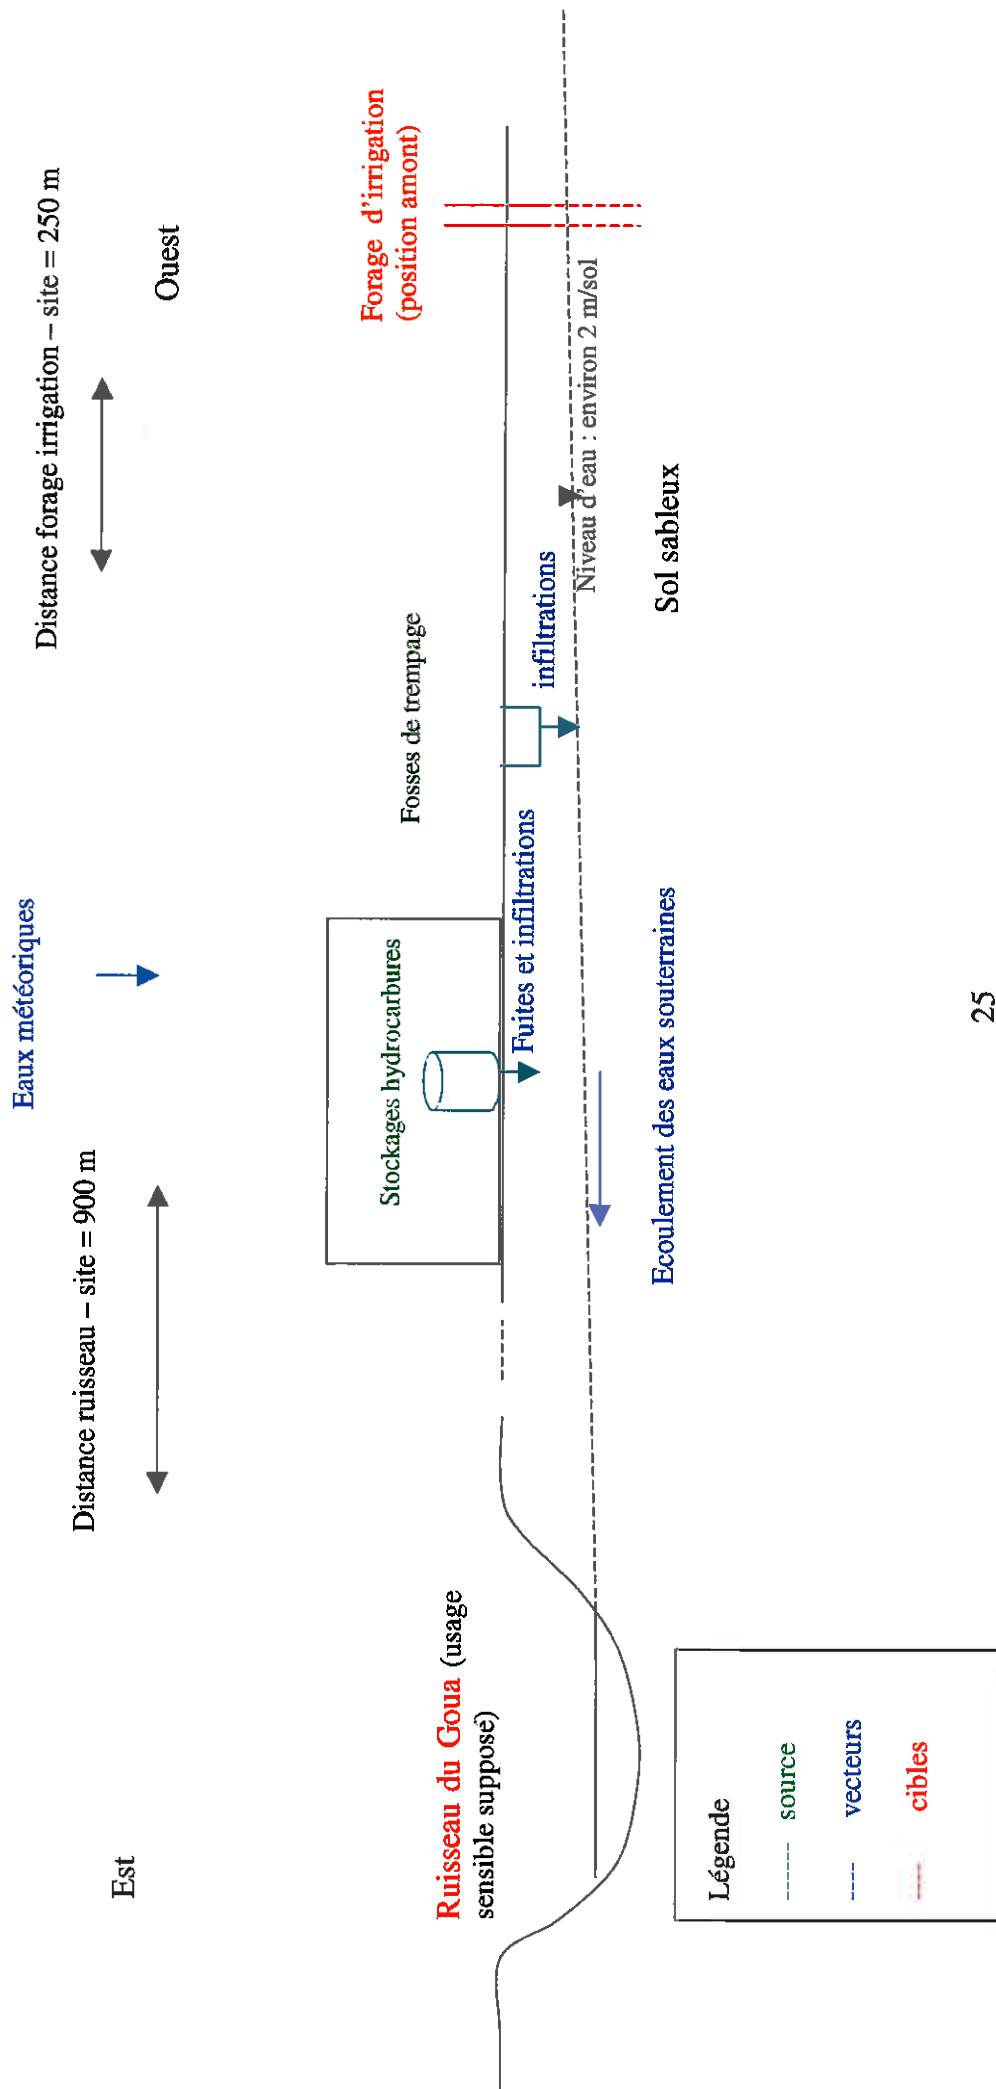 Eaux météoriques
Distance forage irrigation – site = 250 m
Distance ruisseau – site = 900 m
Est
Ouest
Stockages hydrocarbures
Fosses de trempage
Forage d'irrigation
(position amont)
Ruisseau du Goua (usage
sensible supposé)
Fuites et infiltrations
infiltrations
Niveau d'eau : environ 2 m/sol
Ecoulement des eaux souterraines
Sol sableux
Légende
source
vecteurs
cibles
25